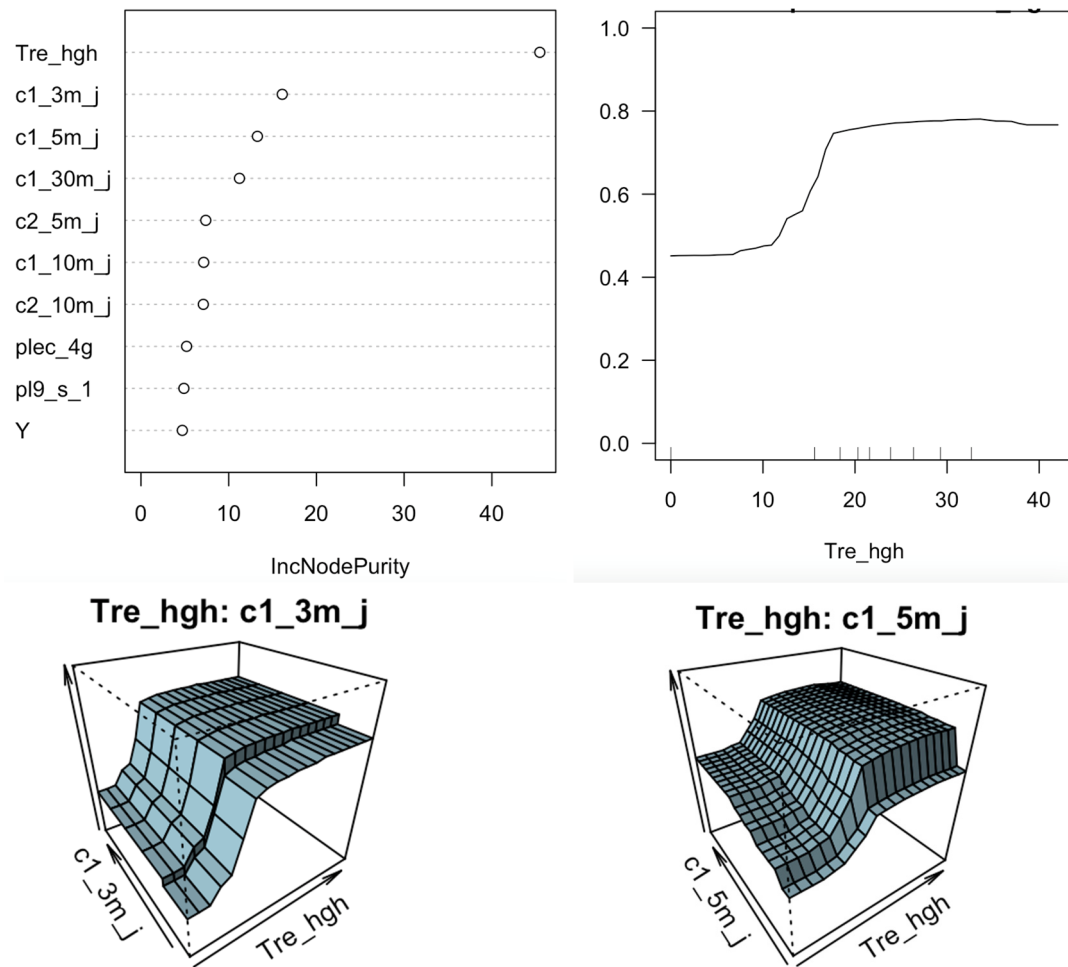 Tre_hgh
c1_3m_j
c1_5m_j
c1_30m_j
c2_5m_j
c1_10m_j
c2_10m_j
plec_4g
pl9_s_1
Y
0 10 20 30 40
IncNodePurity
1.0
0.8
0.6
0.4
0.2
0.0
0 10 20 30 40
Tre_hgh
Tre_hgh: c1_3m_j
c1_3m_j
Tre_hgh
Tre_hgh: c1_5m_j
c1_5m_j
Tre_hgh